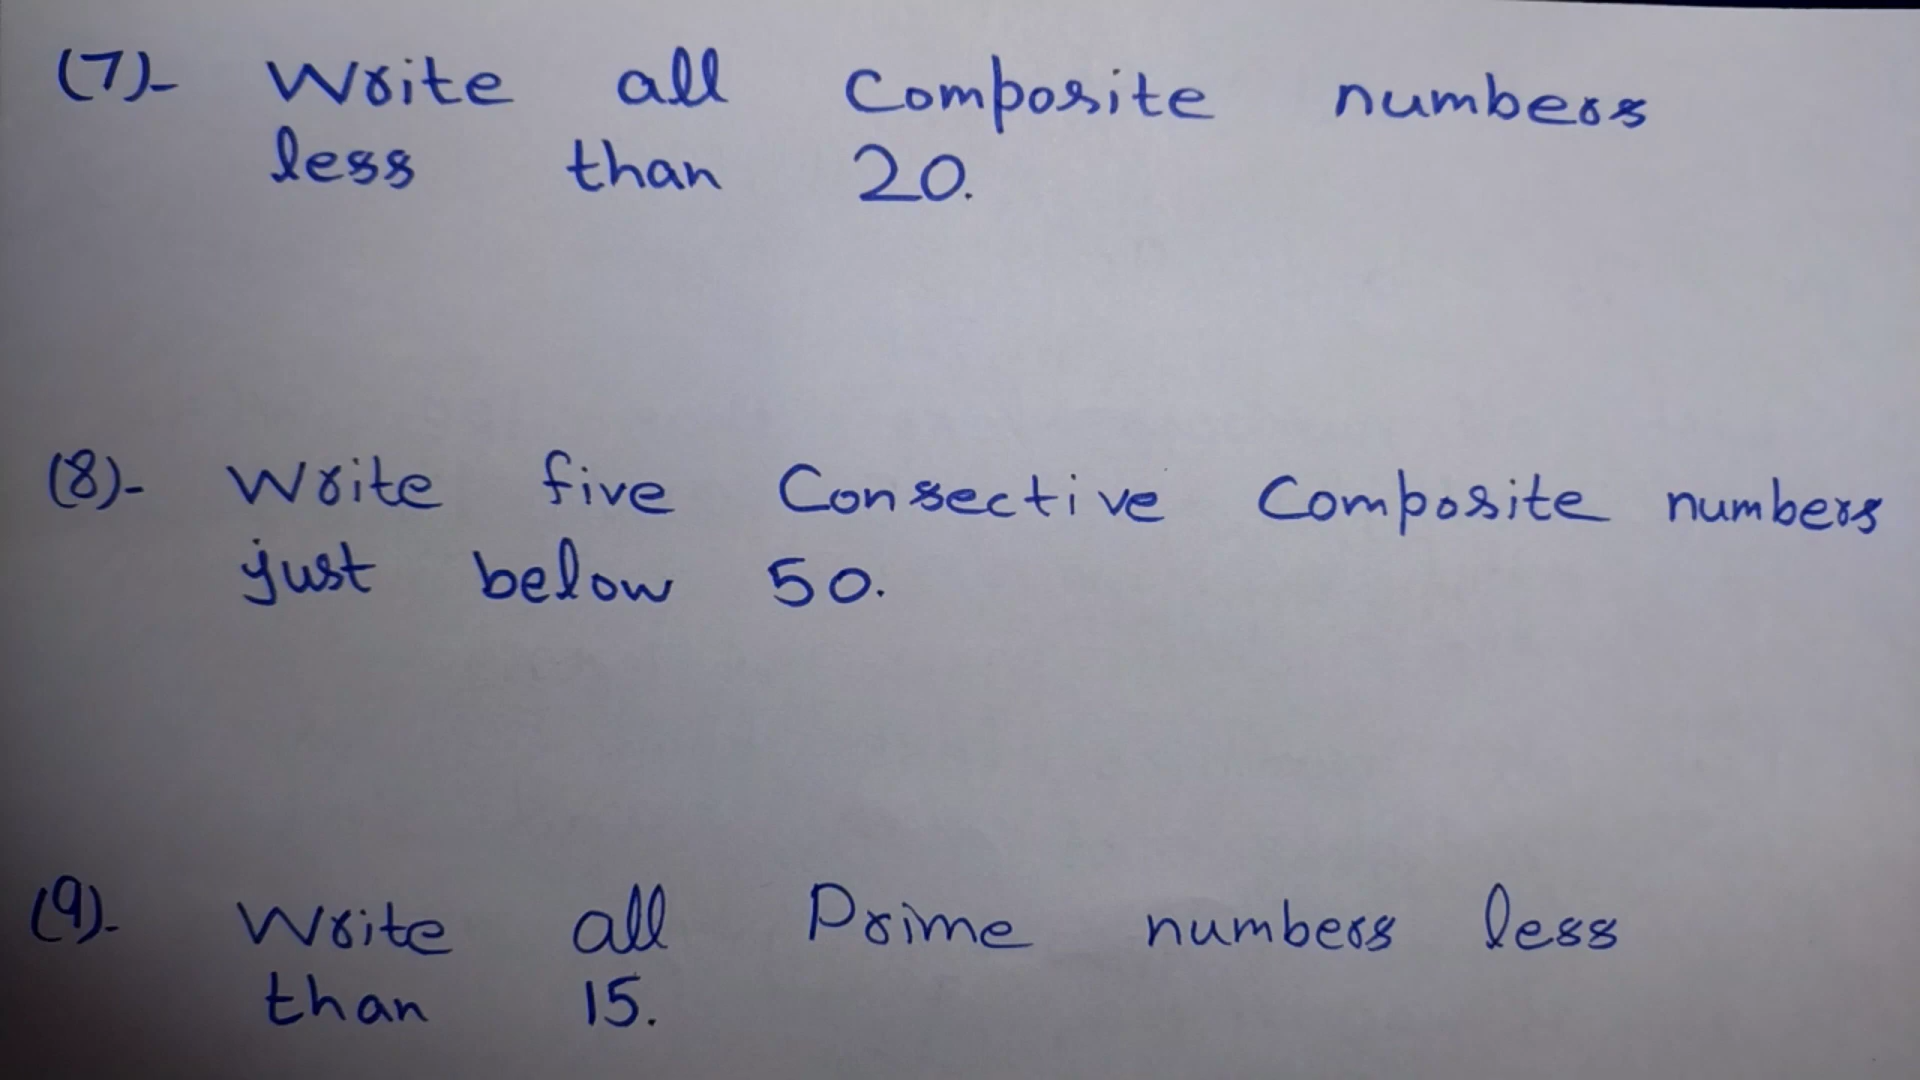 (7)- Write all Composite numbers
less than 20.
(8)- Write five Consective Composite numbers
just below 50.
(9)- Write all Prime numbers less
than 15.